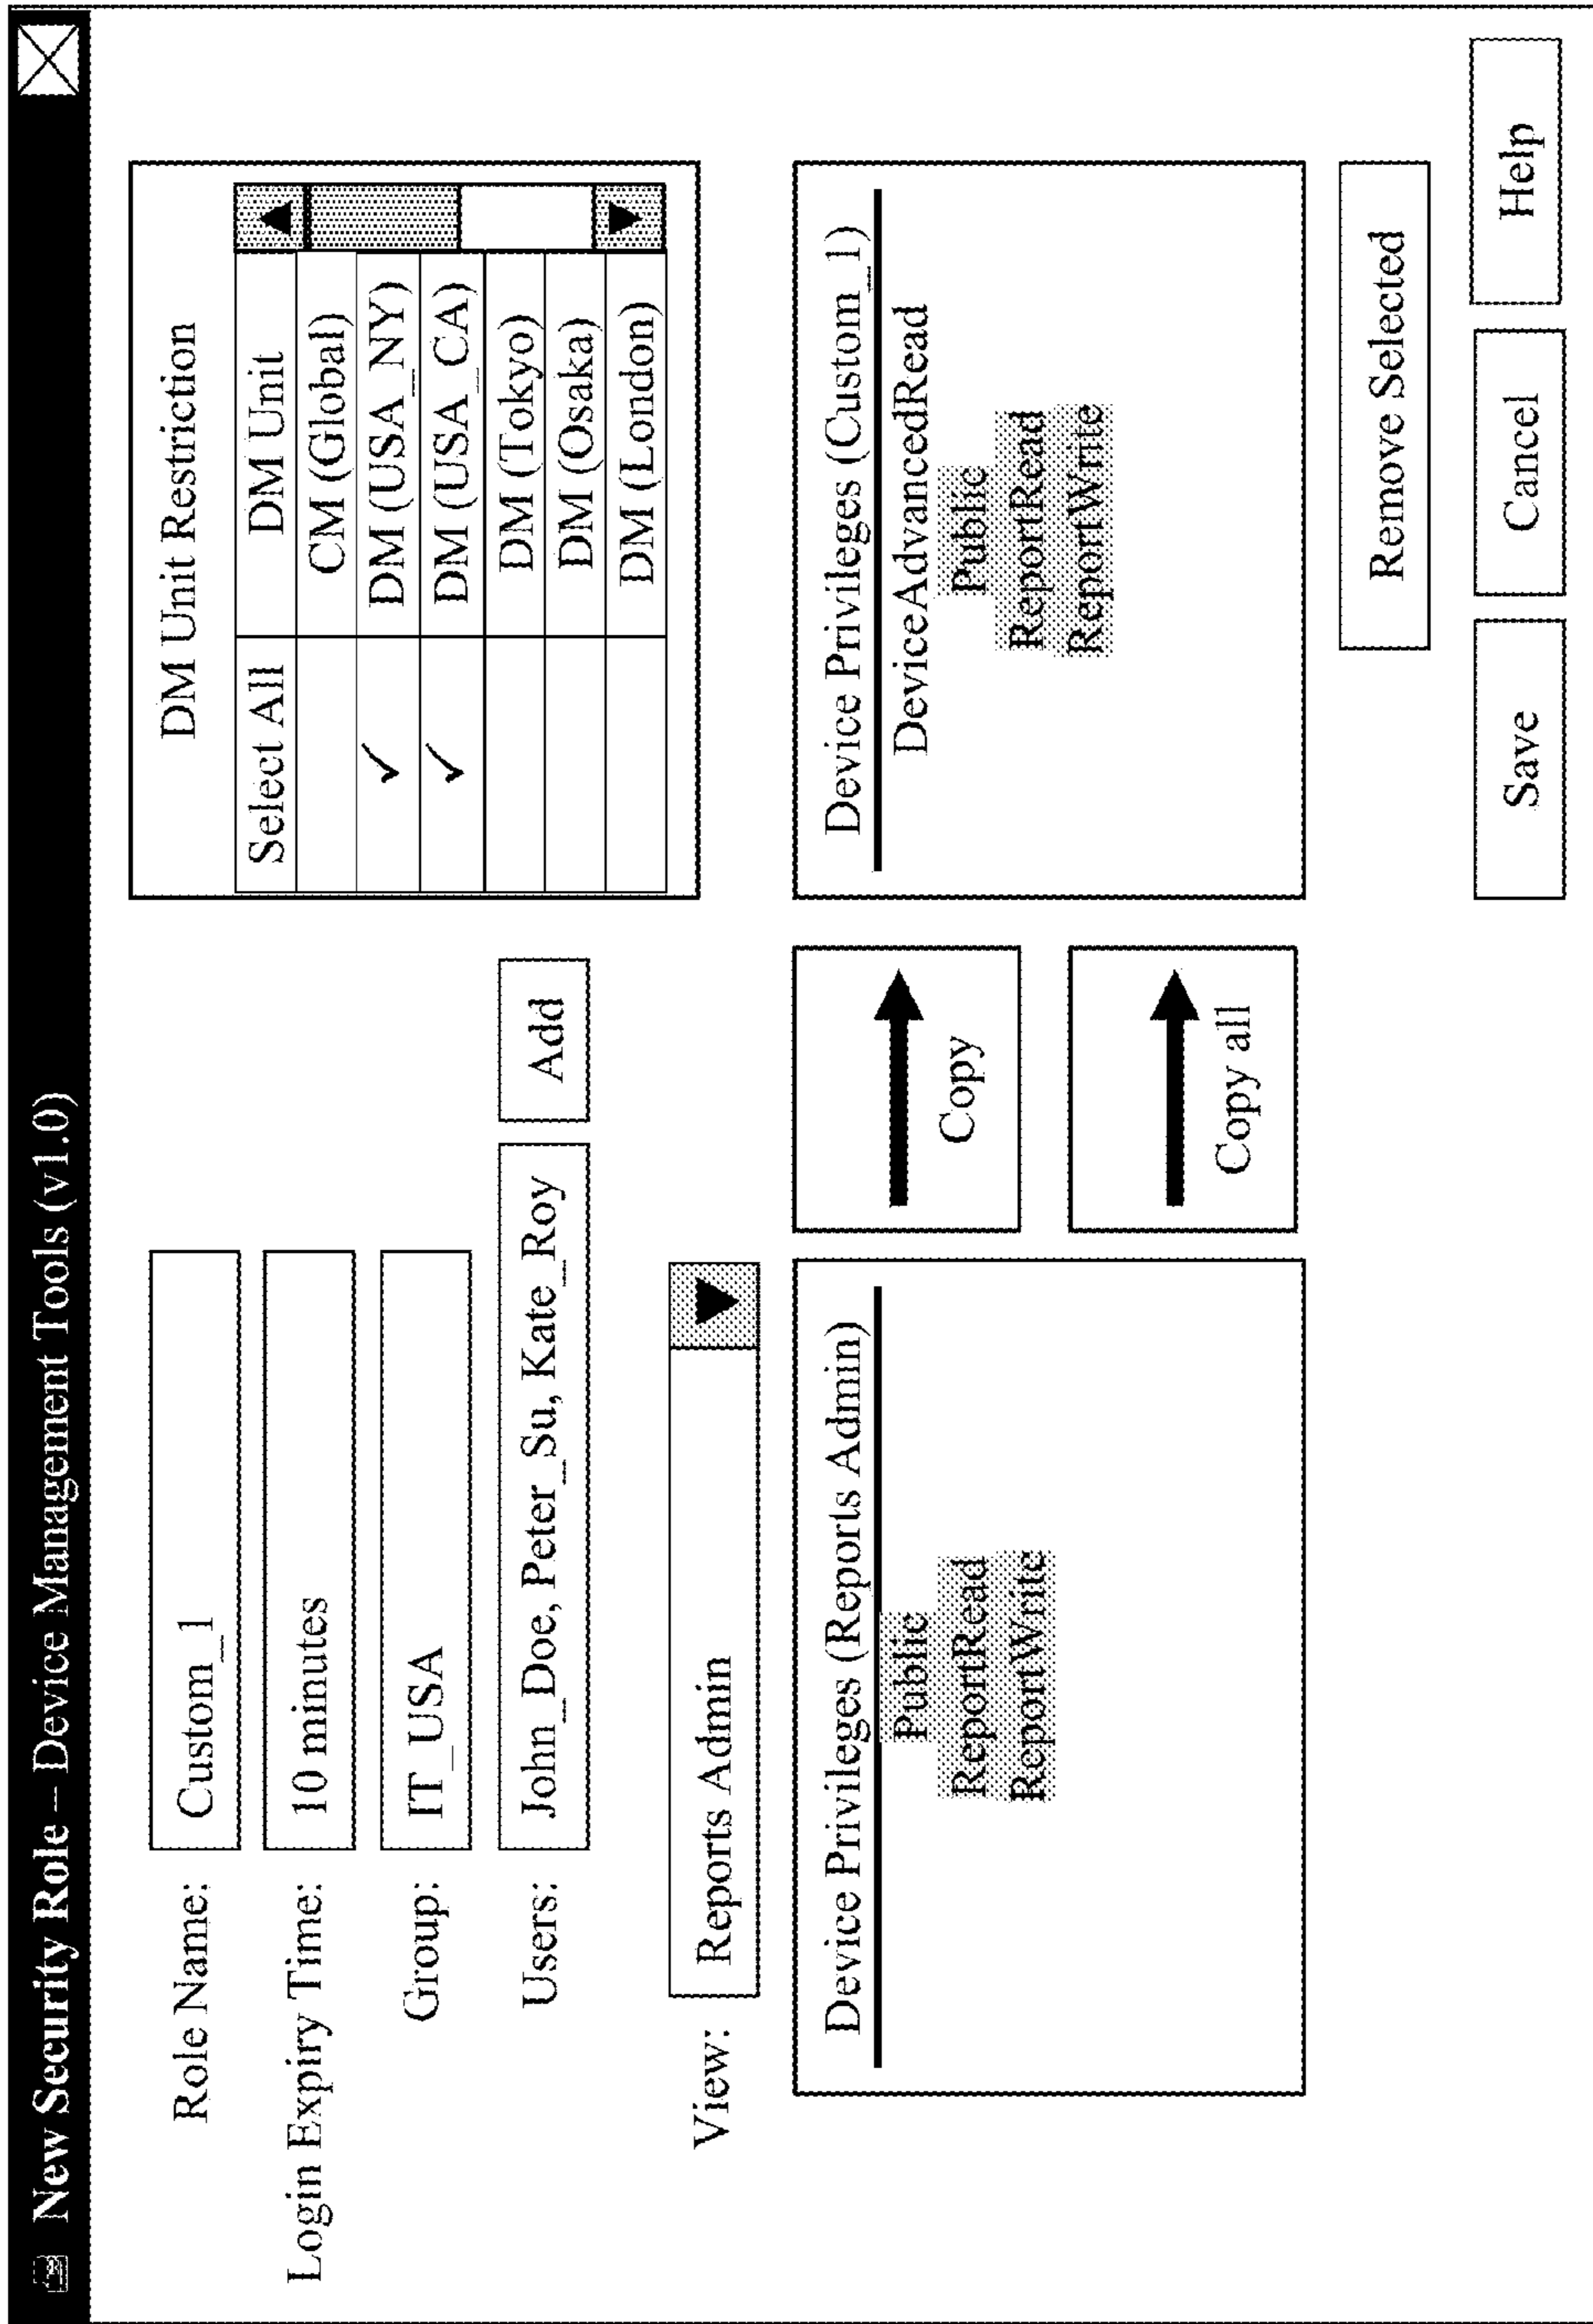 New Security Role – Device Management Tools (v1.0)
Role Name: Custom_1
Login Expiry Time: 10 minutes
Group: IT_USA
Users: John_Doe, Peter_Su, Kate_Roy Add
DM Unit Restriction
Select All DM Unit
CM (Global)
✓ DM (USA_NY)
✓ DM (USA_CA)
DM (Tokyo)
DM (Osaka)
DM (London)
View: Reports Admin
Device Privileges (Reports Admin)
Public
ReportRead
ReportWrite
Copy
Copy all
Device Privileges (Custom_1)
DeviceAdvancedRead
Public
ReportRead
ReportWrite
Remove Selected
Save Cancel Help